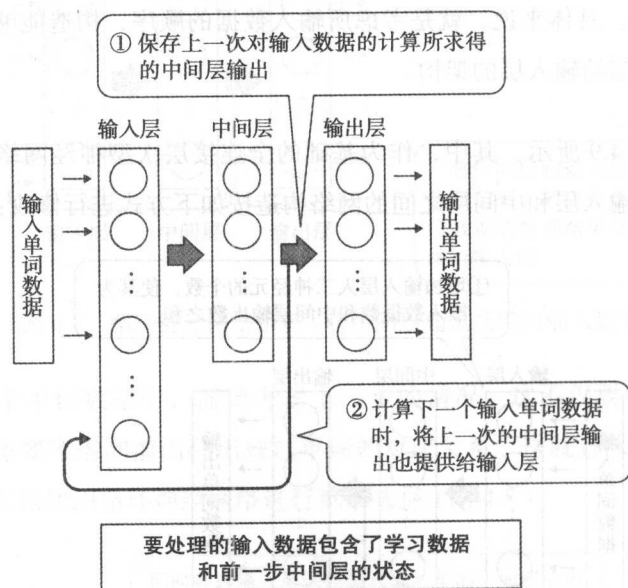 ① 保存上一次对输入数据的计算所求得
的中间层输出
输入层
中间层
输出层
输入单词数据
输出单词数据
② 计算下一个输入单词数据
时，将上一次的中间层输
出也提供给输入层
要处理的输入数据包含了学习数据
和前一步中间层的状态